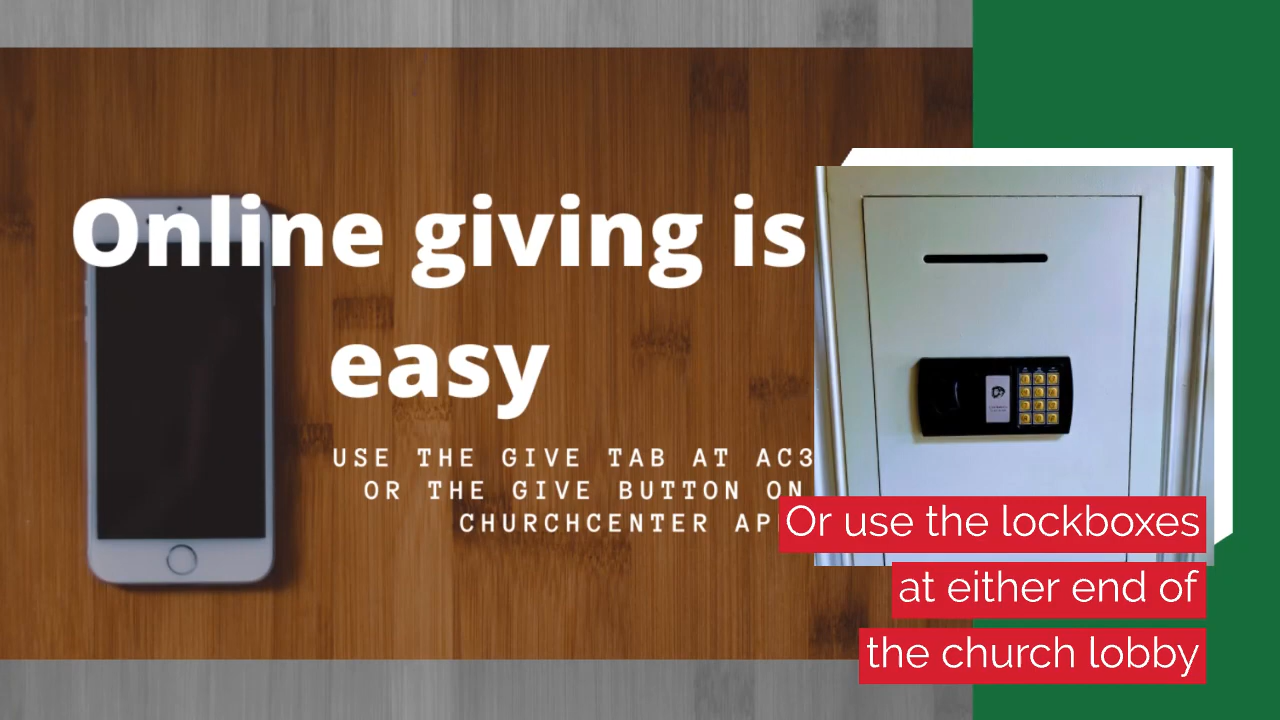 Online giving is
easy
USE THE GIVE TAB AT AC3
OR THE GIVE BUTTON ON
CHURCHCENTER AP
Or use the lockboxes
at either end of
the church lobby